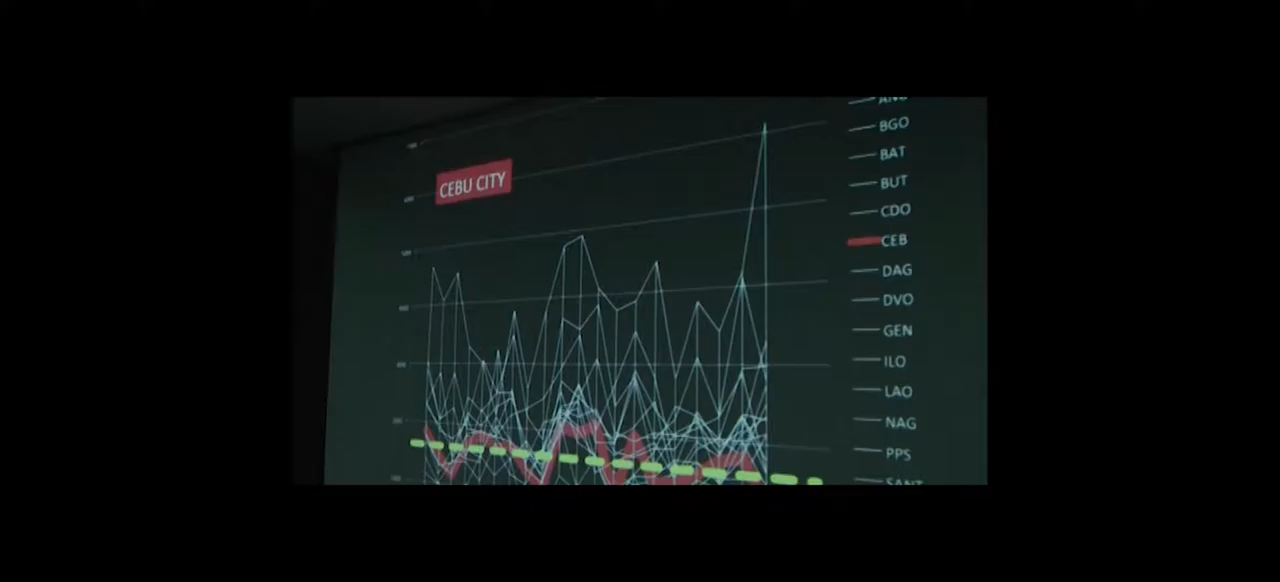 CEBU CITY
BGO
BAT
BUT
CDO
CEB
DAG
DVO
GEN
ILO
LAO
NAG
PPS